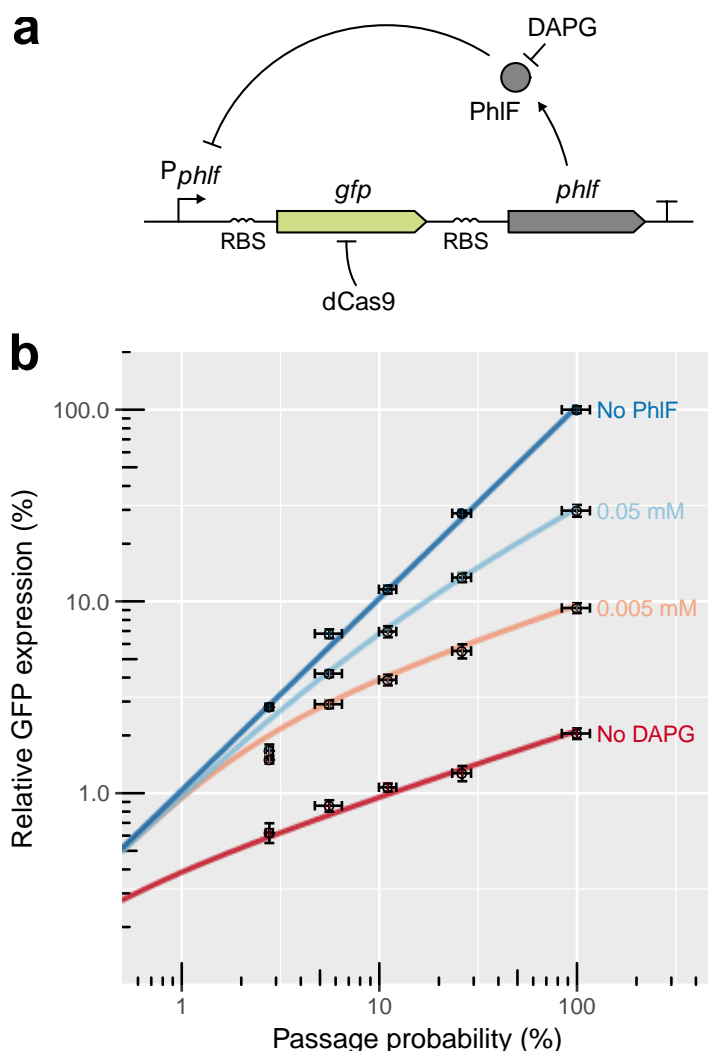 a
DAPG
PhlF
Pphlf
gfp
phlf
RBS
RBS
dCas9
b
Relative GFP expression (%)
100.0
10.0
1.0
No PhlF
0.05 mM
0.005 mM
No DAPG
1
10
100
Passage probability (%)